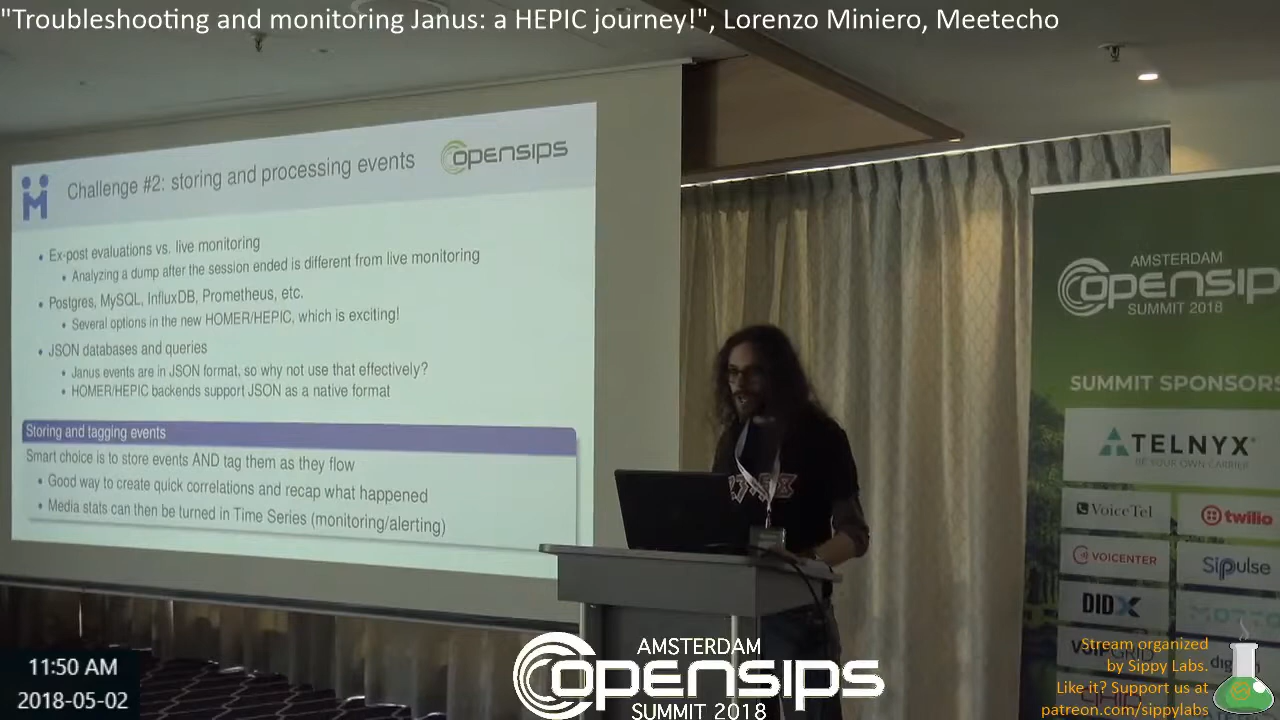 "Troubleshooting and monitoring Janus: a HEPIC journey!", Lorenzo Miniero, Meetecho
Challenge #2: storing and processing events
OPENSIPS
• Ex-post evaluations vs. live monitoring
• Analyzing a dump after the session ended is different from live monitoring
• Postgres, MySQL, InfluxDB, Prometheus, etc.
• Several options in the new HOMER/HEPIC, which is exciting!
• JSON databases and queries
• Janus events are in JSON format, so why not use that effectively?
• HOMER/HEPIC backends support JSON as a native format
Storing and tagging events
Smart choice is to store events AND tag them as they flow
• Good way to create quick correlations and recap what happened
• Media stats can then be turned in Time Series (monitoring/alerting)
AMSTERDAM
OPENSIP
SUMMIT 2018
SUMMIT SPONSORS
TELNYX
BE YOUR OWN CARRIER
VoiceTel
twilio
VOICENTER
Sipulse
DIDX
VOIPGRID
11:50 AM
2018-05-02
AMSTERDAM
OPENSIPS
SUMMIT 2018
Stream organized
by Sippy Labs.
Like it? Support us at
patreon.com/sippylabs